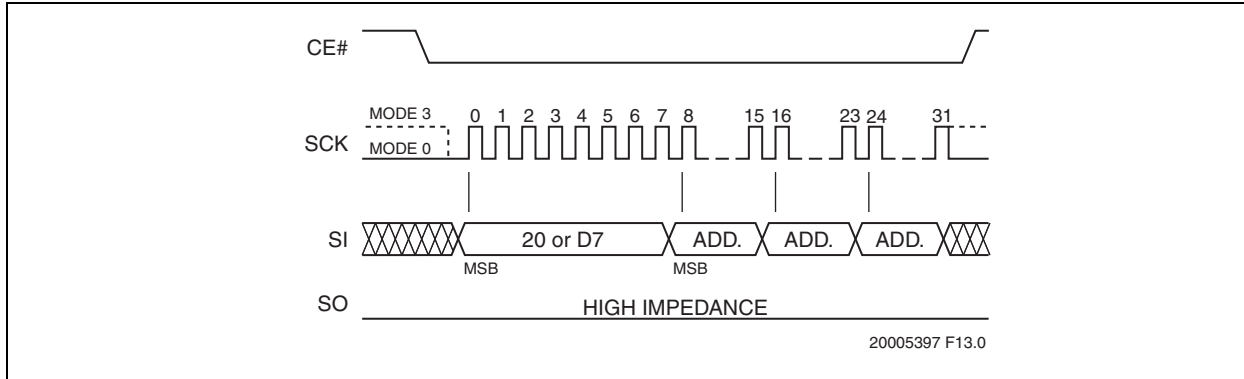 CE#
MODE 3
0 1 2 3 4 5 6 7 8 15 16 23 24 31
SCK
MODE 0
SI
20 or D7 ADD. ADD. ADD.
MSB MSB
SO
HIGH IMPEDANCE
20005397 F13.0